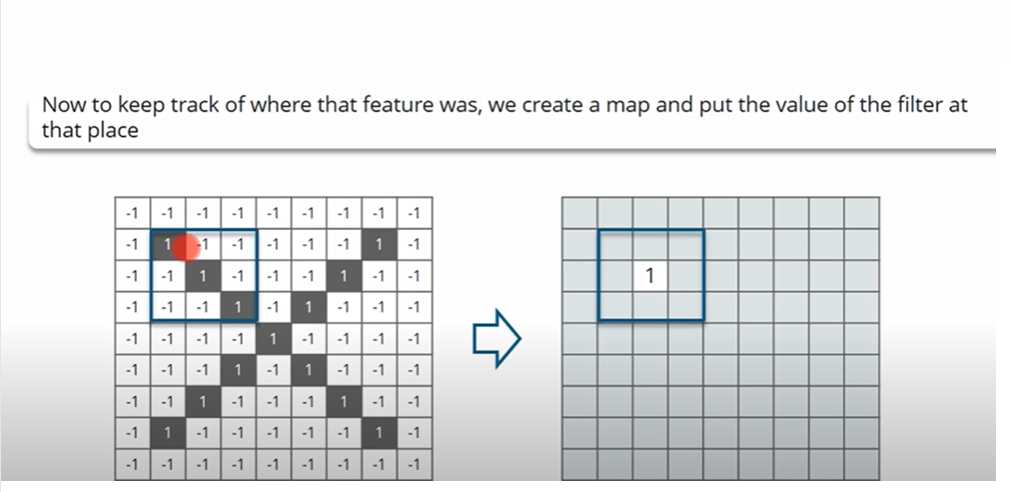 Now to keep track of where that feature was, we create a map and put the value of the filter at
that place
-1 -1 -1 -1 -1 -1 -1 -1 -1
-1 1 -1 -1 -1 -1 -1 1 -1
-1 -1 1 -1 -1 -1 1 -1 -1
1
-1 -1 -1 1 -1 1 -1 -1 -1
-1 -1 -1 -1 1 -1 -1 -1 -1
-1 -1 -1 1 -1 1 -1 -1 -1
-1 -1 1 -1 -1 -1 1 -1 -1
-1 1 -1 -1 -1 -1 -1 1 -1
-1 -1 -1 -1 -1 -1 -1 -1 -1